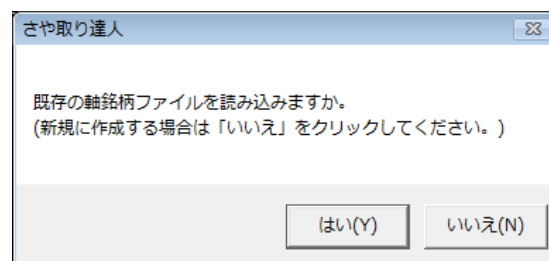 さや取り達人
既存の軸銘柄ファイルを読み込みますか。
(新規に作成する場合は「いいえ」をクリックしてください。)
はい(Y)
いいえ(N)